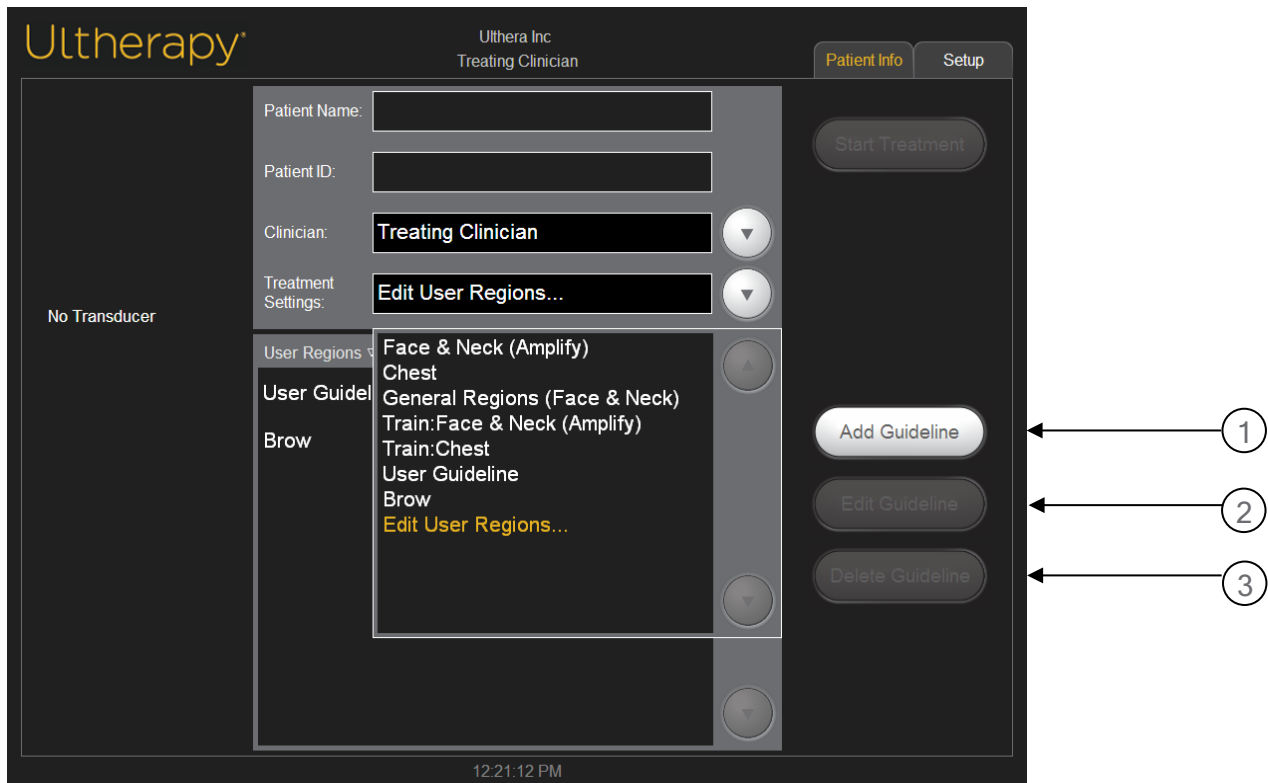 Ultherapy
Ulthera Inc
Treating Clinician
Patient Info
Setup
Patient Name:
Start Treatment
Patient ID:
Clinician:
Treating Clinician
Treatment
Settings:
Edit User Regions...
No Transducer
User Regions
Face & Neck (Amplify)
Chest
General Regions (Face & Neck)
Train:Face & Neck (Amplify)
Train:Chest
User Guideline
Brow
Edit User Regions...
User Guidel
Brow
Add Guideline
1
Edit Guideline
2
Delete Guideline
3
12:21:12 PM